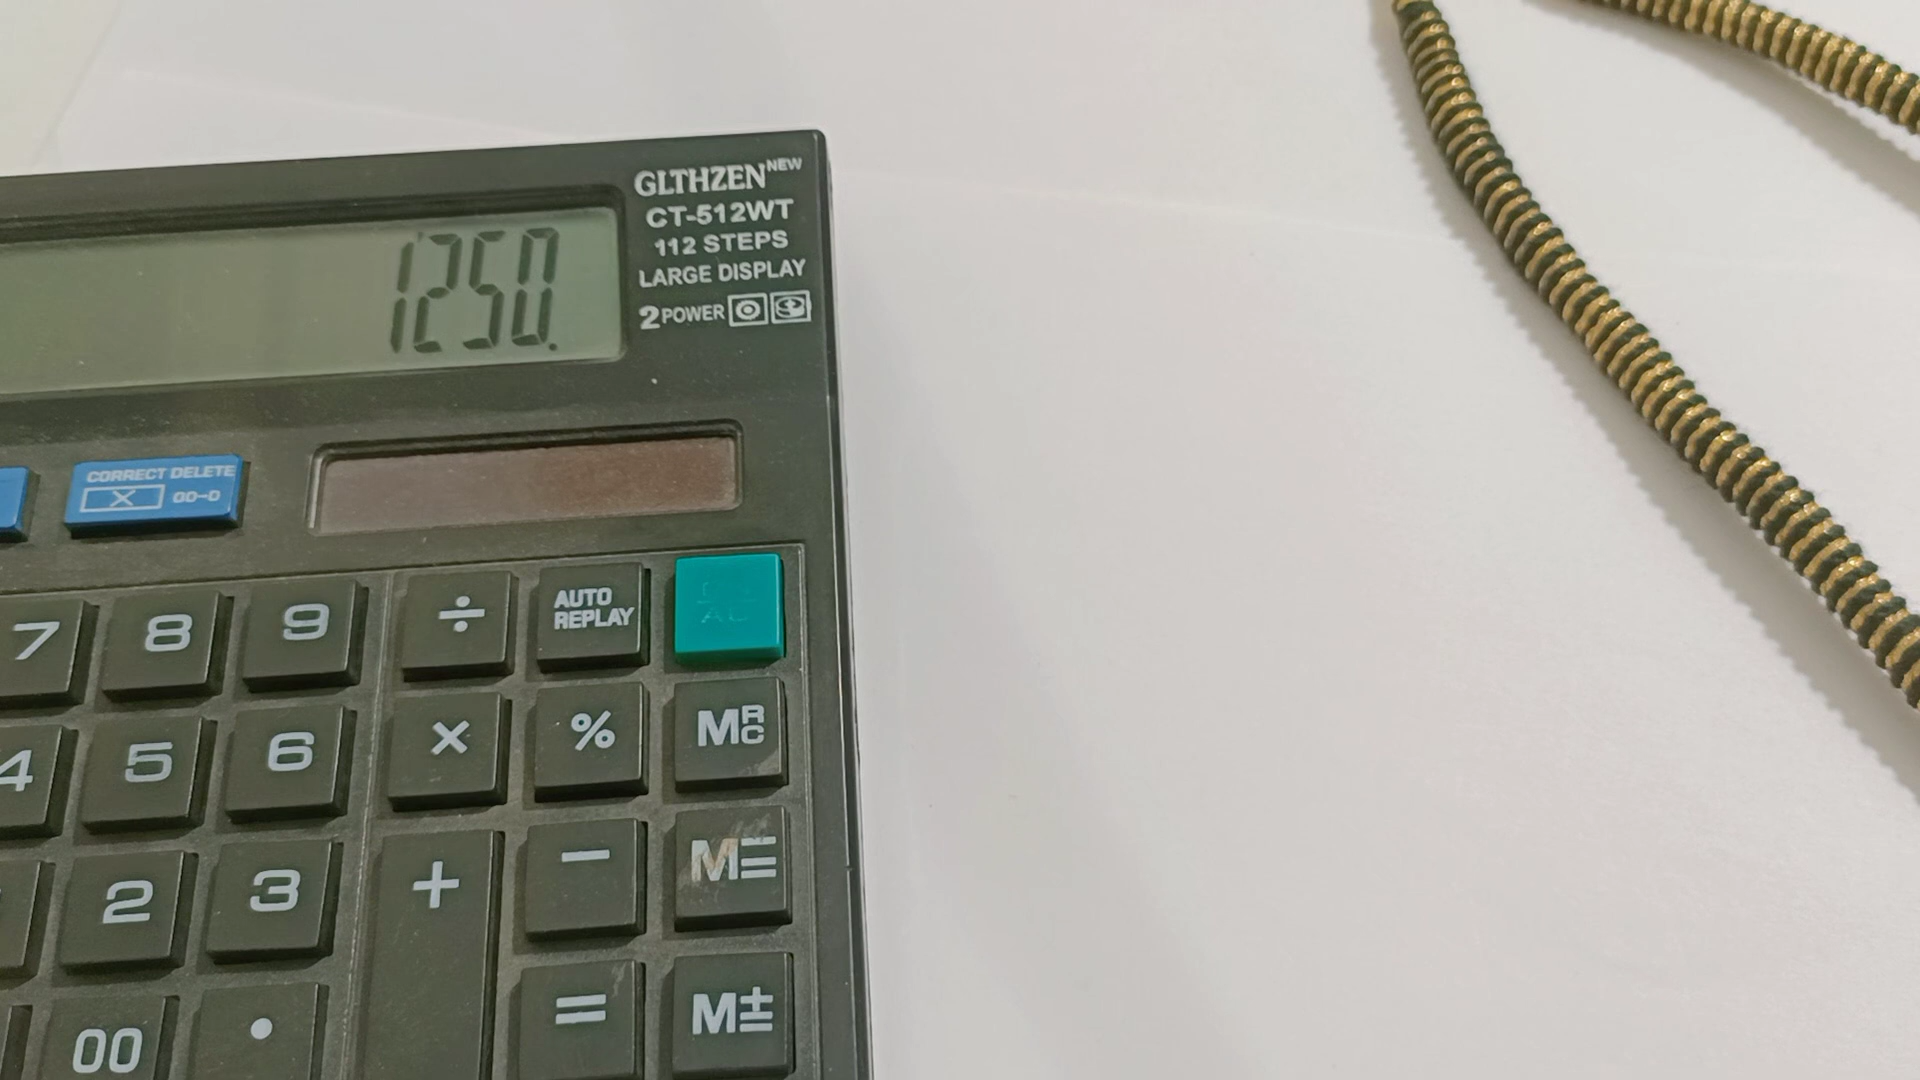 GLTHZEN NEW
CT-512WT
112 STEPS
LARGE DISPLAY
2 POWER
1250.
CORRECT DELETE
X 00-0
7 8 9 ÷ AUTO REPLAY AC
4 5 6 × % MRC
2 3 + − M=
00 . = M±